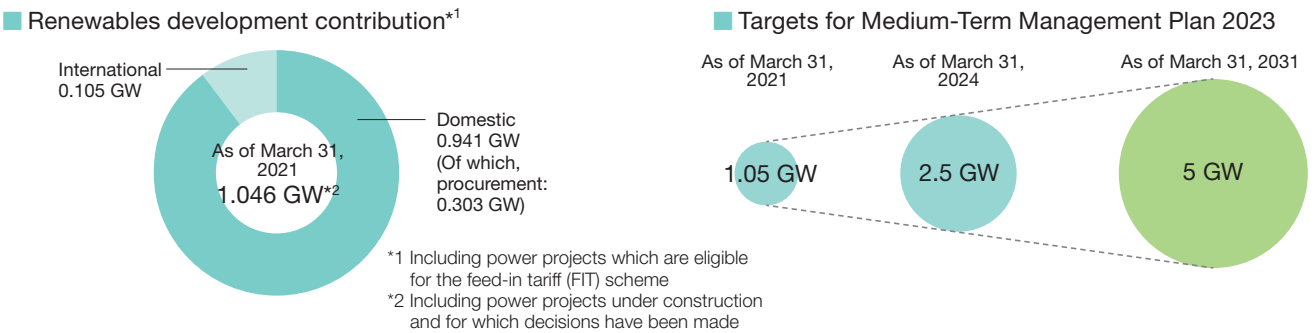 Renewables development contribution*1
International
0.105 GW
As of March 31,
2021
1.046 GW*2
Domestic
0.941 GW
(Of which,
procurement:
0.303 GW)
*1 Including power projects which are eligible
for the feed-in tariff (FIT) scheme
*2 Including power projects under construction
and for which decisions have been made
Targets for Medium-Term Management Plan 2023
As of March 31,
2021
1.05 GW
As of March 31,
2024
2.5 GW
As of March 31, 2031
5 GW